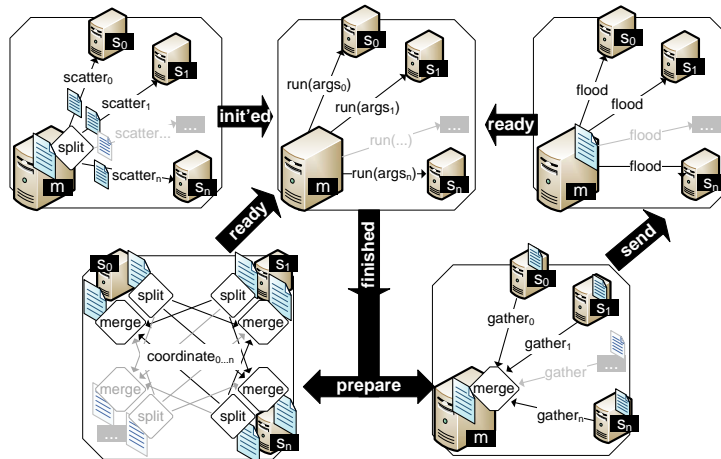 s0
s1
scatter0
scatter1
scatter...
...
split
scattern
m
sn
init'ed
s0
s1
run(args0)
run(args1)
run(...)
...
run(argsn)
m
sn
ready
s0
s1
flood
flood
flood
...
flood
m
sn
ready
finished
send
s0
s1
split
split
merge
merge
coordinate0...n
merge
merge
split
split
...
sn
prepare
s0
s1
gather0
gather1
gather
...
merge
gathern
m
sn